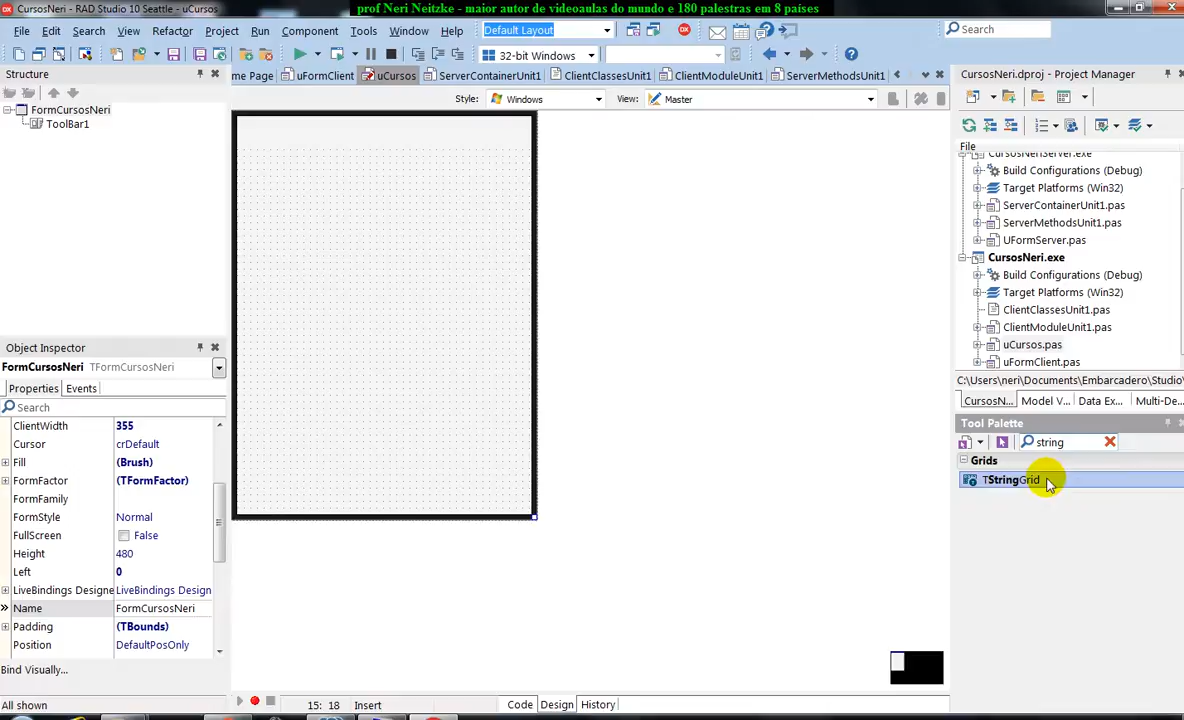 CursosNeri - RAD Studio 10 Seattle - uCursos
prof Neri Neitzke - maior autor de videoaulas do mundo e 180 palestras em 8 países
File Edit Search View Refactor Project Run Component Tools Window Help
Default Layout
Search
32-bit Windows
Structure
me Page uFormClient uCursos ServerContainerUnit1 ClientClassesUnit1 ClientModuleUnit1 ServerMethodsUnit1
CursosNeri.dproj - Project Manager
Style: Windows View: Master
FormCursosNeri
ToolBar1
File
CursosNeriServer.exe
Build Configurations (Debug)
Target Platforms (Win32)
ServerContainerUnit1.pas
ServerMethodsUnit1.pas
UFormServer.pas
CursosNeri.exe
Build Configurations (Debug)
Target Platforms (Win32)
ClientClassesUnit1.pas
ClientModuleUnit1.pas
uCursos.pas
uFormClient.pas
C:\Users\neri\Documents\Embarcadero\Studio\
CursosN... Model V... Data Ex... Multi-De...
Tool Palette
string
Grids
TStringGrid
Object Inspector
FormCursosNeri TFormCursosNeri
Properties Events
Search
ClientWidth 355
Cursor crDefault
Fill (Brush)
FormFactor (TFormFactor)
FormFamily
FormStyle Normal
FullScreen False
Height 480
Left 0
LiveBindings Designe LiveBindings Design
Name FormCursosNeri
Padding (TBounds)
Position DefaultPosOnly
Bind Visually...
All shown
15: 18 Insert
Code Design History